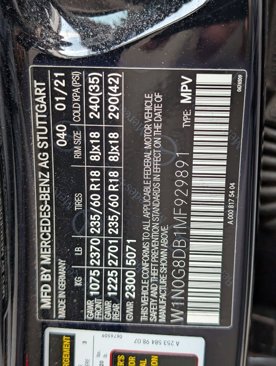 MFD BY MERCEDES-BENZ AG STUTTGART
MADE IN GERMANY 040 01/21
KG LB TIRES RIM SIZE COLD KPA(PSI)
GAWR FRONT 1075 2370 235/60 R18 8Jx18 240(35)
GAWR REAR 1225 2701 235/60 R18 8Jx18 290(42)
GVWR 2300 5071
THIS VEHICLE CONFORMS TO ALL APPLICABLE FEDERAL MOTOR VEHICLE
SAFETY AND THEFT PREVENTION STANDARDS IN EFFECT ON THE
DATE OF MANUFACTURE SHOWN ABOVE.
W1N0G8DB1MF929891
TYPE: MPV
A 000 817 54 04
A 253 584 98 07